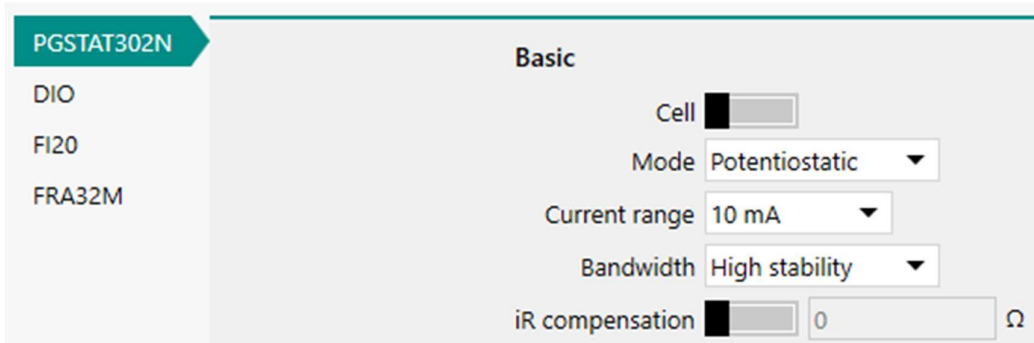 PGSTAT302N
DIO
FI20
FRA32M
Basic
Cell
Mode Potentiostatic
Current range 10 mA
Bandwidth High stability
iR compensation 0 Ω